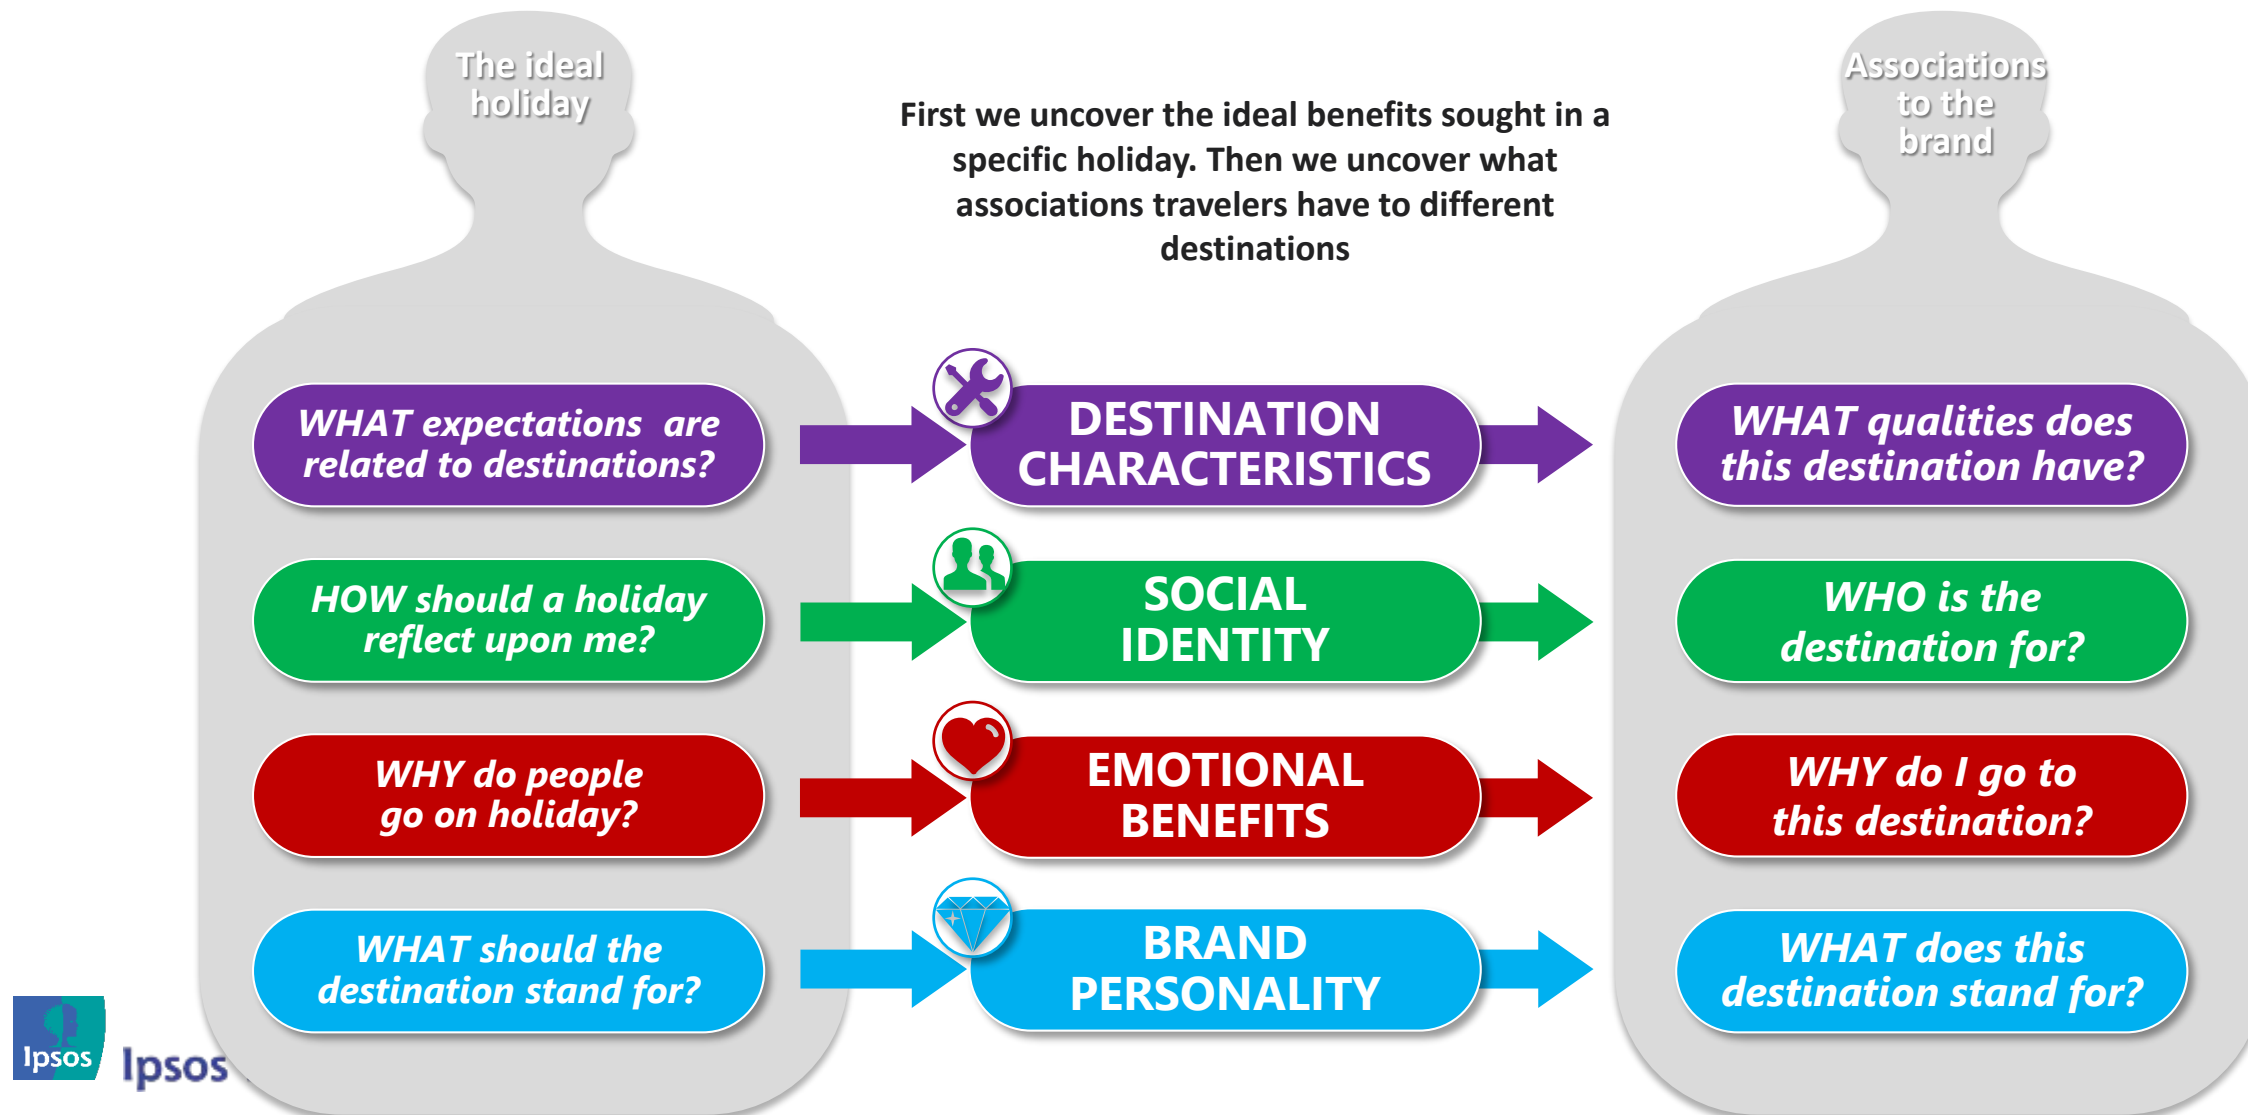 The ideal
holiday
First we uncover the ideal benefits sought in a
specific holiday. Then we uncover what
associations travelers have to different
destinations
Associations
to the
brand
WHAT expectations are
related to destinations?
DESTINATION
CHARACTERISTICS
WHAT qualities does
this destination have?
HOW should a holiday
reflect upon me?
SOCIAL
IDENTITY
WHO is the
destination for?
WHY do people
go on holiday?
EMOTIONAL
BENEFITS
WHY do I go to
this destination?
WHAT should the
destination stand for?
BRAND
PERSONALITY
WHAT does this
destination stand for?
Ipsos
Ipsos